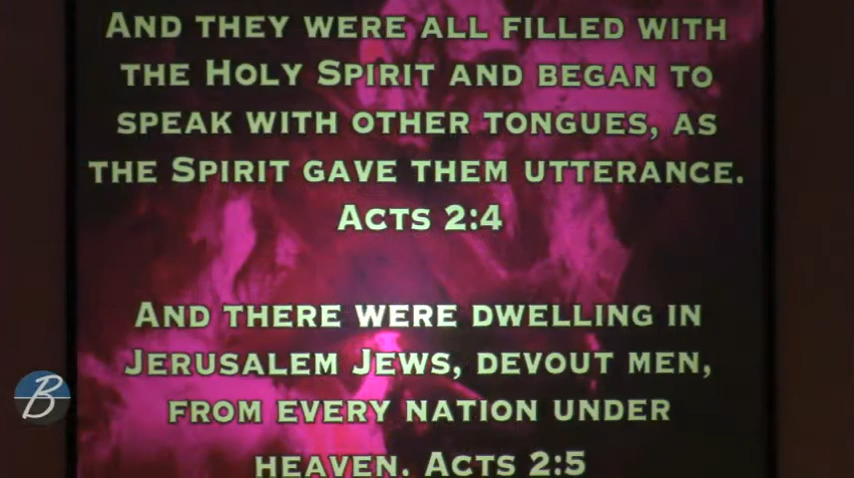 And they were all filled with
the Holy Spirit and began to
speak with other tongues, as
the Spirit gave them utterance.
Acts 2:4
And there were dwelling in
Jerusalem Jews, devout men,
from every nation under
heaven. Acts 2:5
B